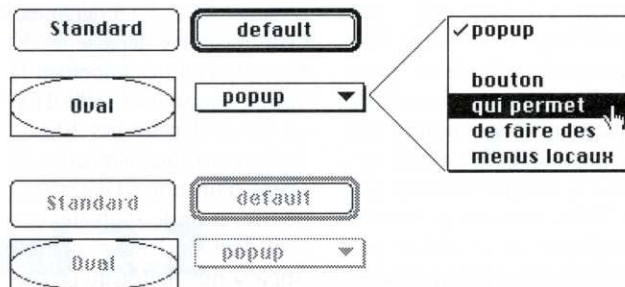 Standard
default
popup
Oval
popup
bouton
qui permet
de faire des
menus locaux
Standard
default
Oval
popup